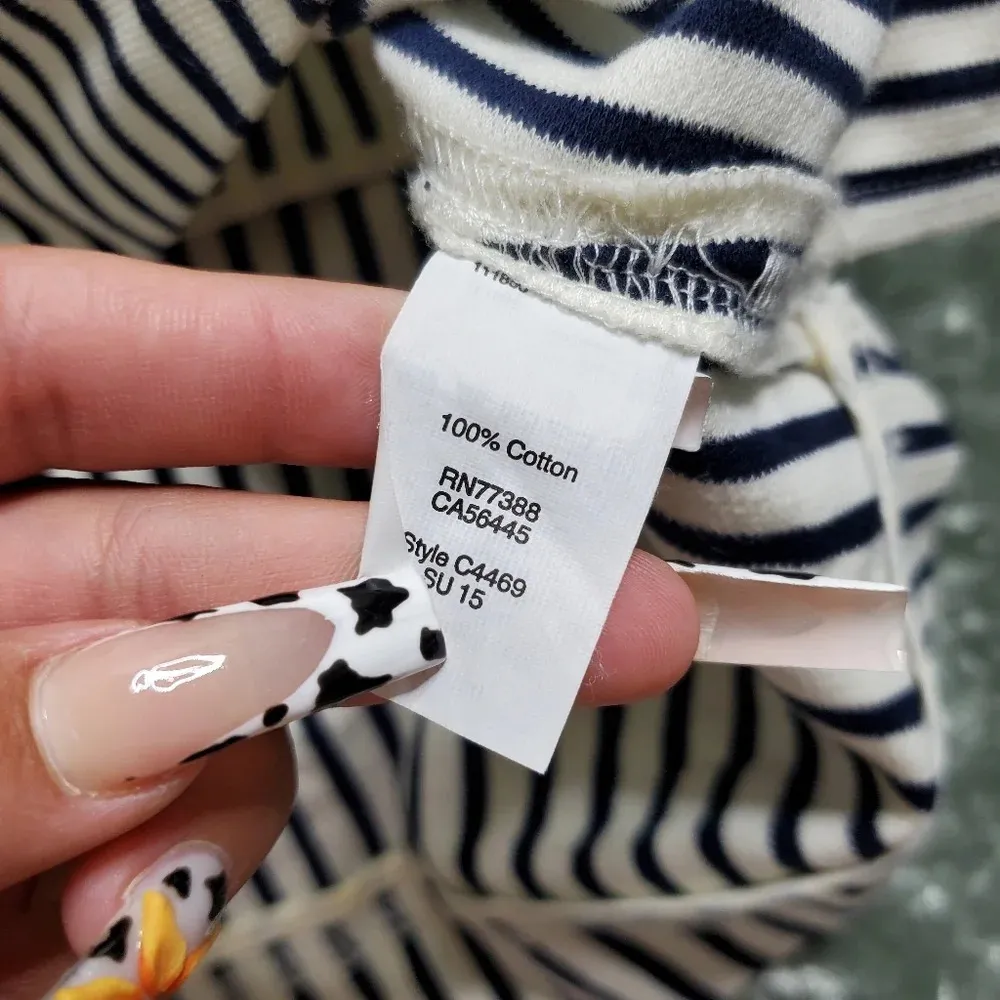 100% Cotton
RN77388
CA56445
Style C4469
SU 15